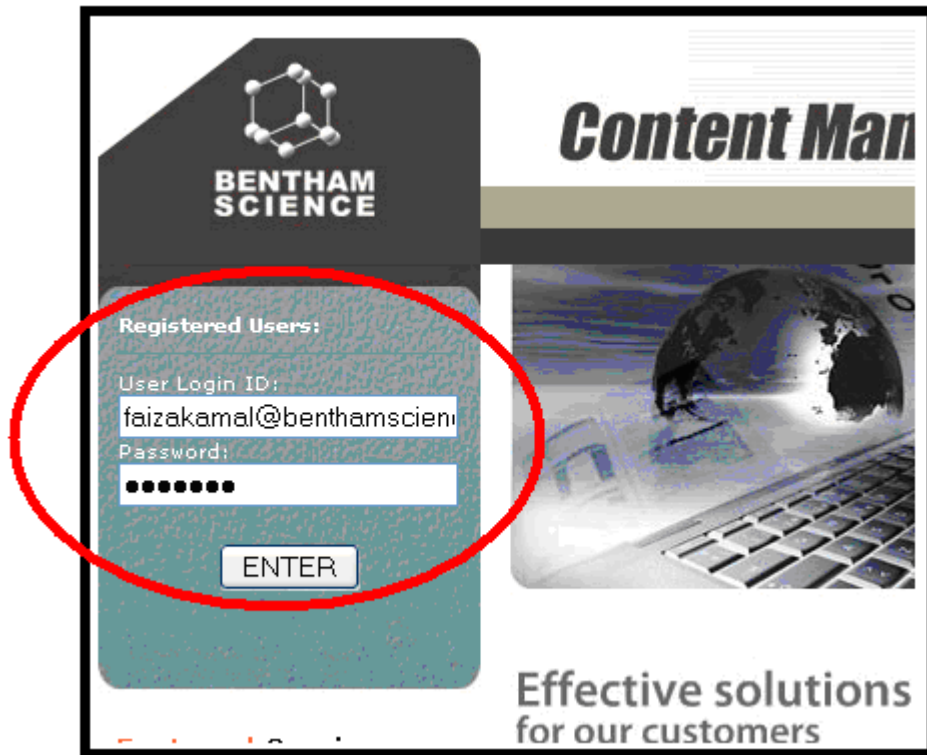 BENTHAM
SCIENCE
Content Man
Registered Users:
User Login ID:
faizakamal@benthamscien
Password:
●●●●●●●
ENTER
Effective solutions
for our customers